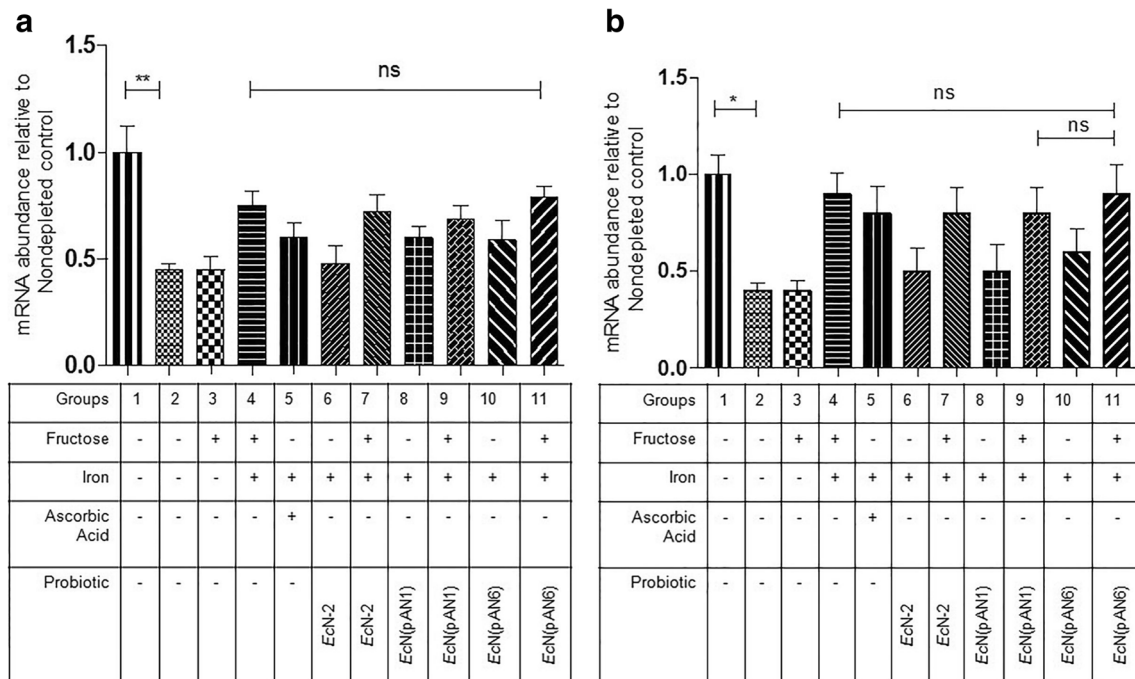 a
mRNA abundance relative to
Nondepleted control
1.5
1.0
0.5
0.0
**
ns
Groups 1 2 3 4 5 6 7 8 9 10 11
Fructose - - + + - - + - + - +
Iron - - - + + + + + + + +
Ascorbic
Acid - - - - + - - - - - -
Probiotic - - - - - EcN-2 EcN-2 EcN(pAN1) EcN(pAN1) EcN(pAN6) EcN(pAN6)
b
mRNA abundance relative to
Nondepleted control
1.5
1.0
0.5
0.0
*
ns
ns
Groups 1 2 3 4 5 6 7 8 9 10 11
Fructose - - + + - - + - + - +
Iron - - - + + + + + + + +
Ascorbic
Acid - - - - + - - - - - -
Probiotic - - - - - EcN-2 EcN-2 EcN(pAN1) EcN(pAN1) EcN(pAN6) EcN(pAN6)